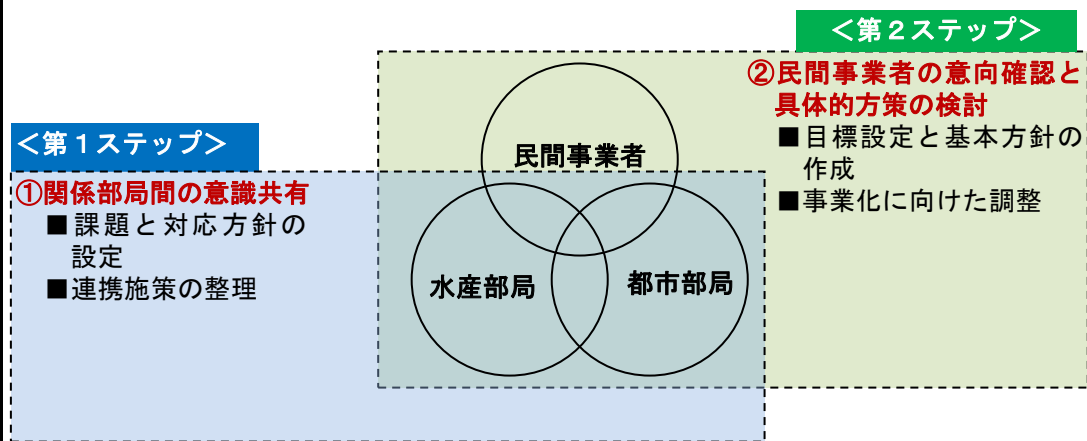 ＜第１ステップ＞
①関係部局間の意識共有
■課題と対応方針の
設定
■連携施策の整理
＜第２ステップ＞
②民間事業者の意向確認と
具体的方策の検討
■目標設定と基本方針の
作成
■事業化に向けた調整
民間事業者
水産部局
都市部局